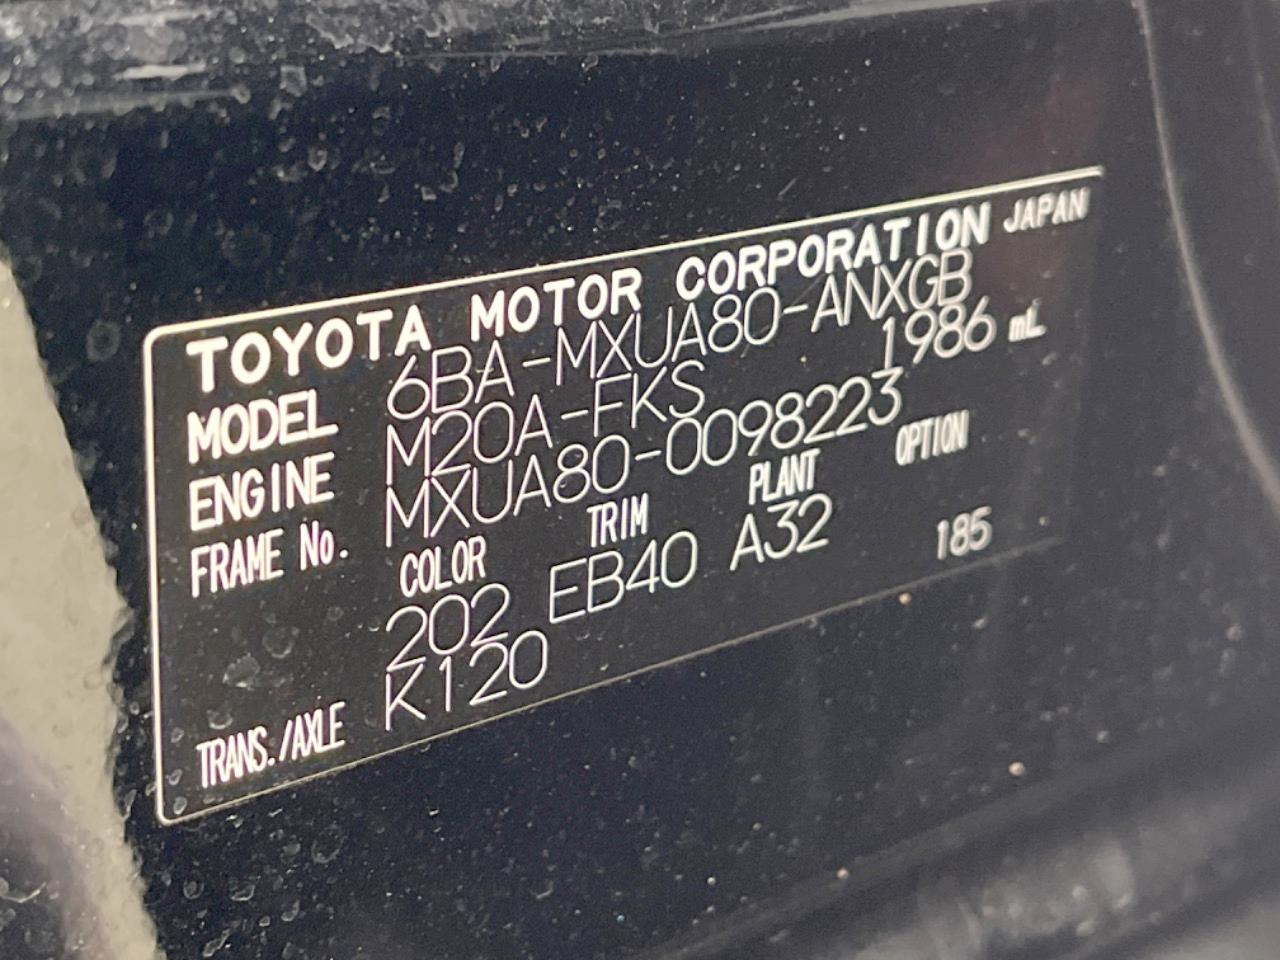 TOYOTA MOTOR CORPORATION JAPAN
MODEL 6BA-MXUA80-ANXGB
ENGINE M20A-FKS 1986 mL
FRAME No. MXUA80-0098223
COLOR TRIM PLANT OPTION
202 EB40 A32 185
TRANS./AXLE K120